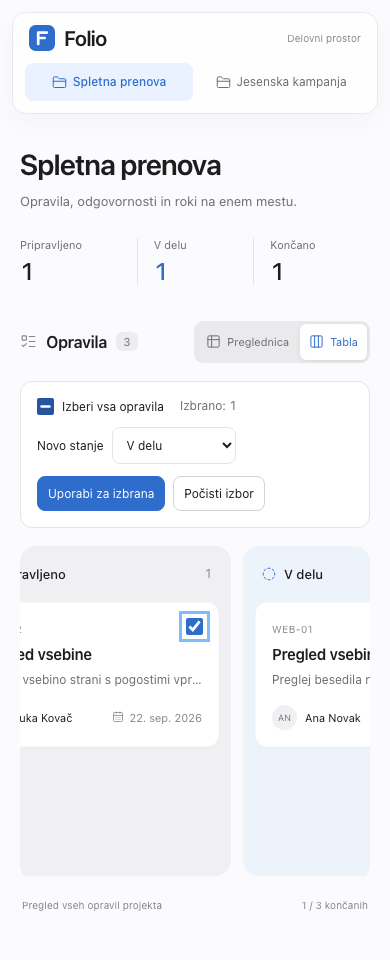 F Folio
Delovni prostor
Spletna prenova
Jesenska kampanja
Spletna prenova
Opravila, odgovornosti in roki na enem mestu.
Pripravljeno
V delu
Končano
1
1
1
Opravila 3
Preglednica
Tabla
Izberi vsa opravila
Izbrano: 1
Novo stanje
V delu
Uporabi za izbrana
Počisti izbor
ravljeno
1
ed vsebine
vsebino strani s pogostimi vpr…
uka Kovač
22. sep. 2026
V delu
WEB-01
Pregled vsebin
Preglej besedila
AN
Ana Novak
Pregled vseh opravil projekta
1 / 3 končanih